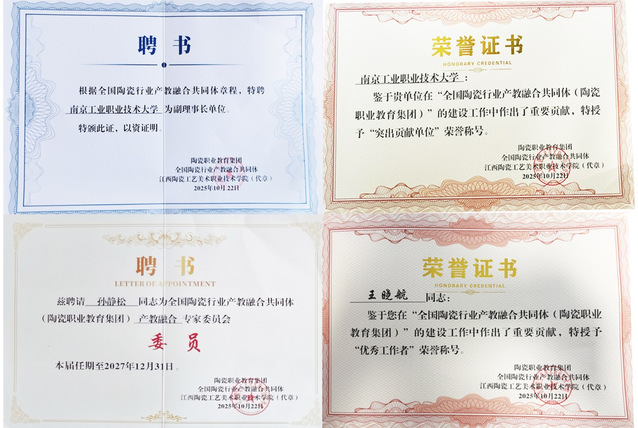 聘 书
根据全国陶瓷行业产教融合共同体章程，特聘
南京工业职业技术大学 为副理事长单位。
特颁此证，以资证明。
陶瓷职业教育集团
全国陶瓷行业产教融合共同体
江西陶瓷工艺美术职业技术学院（代章）
2025年10月22日
荣誉证书
HONORARY CREDENTIAL
南京工业职业技术大学：
鉴于贵单位在“全国陶瓷行业产教融合共同体（陶瓷
职业教育集团）”的建设工作中作出了重要贡献，特授
予“突出贡献单位”荣誉称号。
陶瓷职业教育集团
全国陶瓷行业产教融合共同体
江西陶瓷工艺美术职业技术学院（代章）
2025年10月22日
聘 书
LETTER OF APPOINTMENT
兹聘请 孙静松 同志为全国陶瓷行业产教融合共同体
（陶瓷职业教育集团） 产教融合 专家委员会
委 员
本届任期至2027年12月31日。
陶瓷职业教育集团
全国陶瓷行业产教融合共同体
江西陶瓷工艺美术职业技术学院（代章）
2025年10月22日
荣誉证书
HONORARY CREDENTIAL
王晓航 同志：
鉴于您在“全国陶瓷行业产教融合共同体（陶瓷职业
教育集团）”的建设工作中作出了重要贡献，特授予
“优秀工作者”荣誉称号。
陶瓷职业教育集团
全国陶瓷行业产教融合共同体
江西陶瓷工艺美术职业技术学院（代章）
2025年10月22日